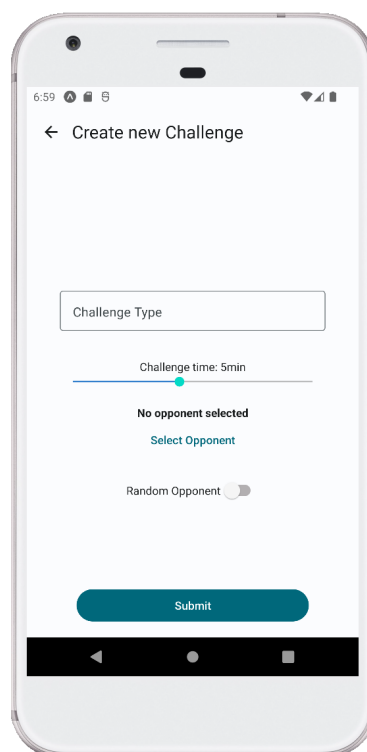 6:59
Create new Challenge
Challenge Type
Challenge time: 5min
No opponent selected
Select Opponent
Random Opponent
Submit